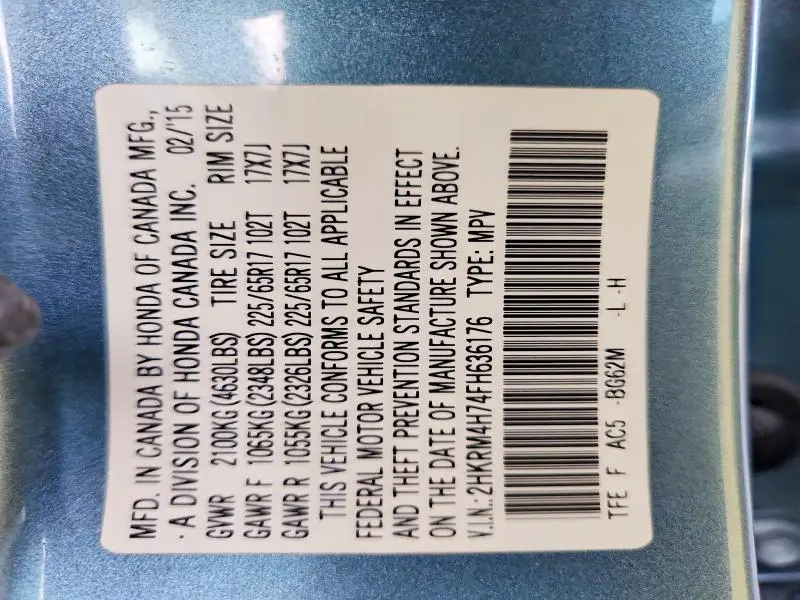 MFD. IN CANADA BY HONDA OF CANADA MFG.,
A DIVISION OF HONDA CANADA INC. 02/'15
GVWR 2100KG (4630LBS) TIRE SIZE RIM SIZE
GAWR F 1065KG (2348LBS) 225/65R17 102T 17X7J
GAWR R 1055KG (2326LBS) 225/65R17 102T 17X7J
THIS VEHICLE CONFORMS TO ALL APPLICABLE
FEDERAL MOTOR VEHICLE SAFETY
AND THEFT PREVENTION STANDARDS IN EFFECT
ON THE DATE OF MANUFACTURE SHOWN ABOVE.
V.I.N.: 2HKRM4H74FH636176 TYPE: MPV
TFE F AC5 -BG62M -L -H